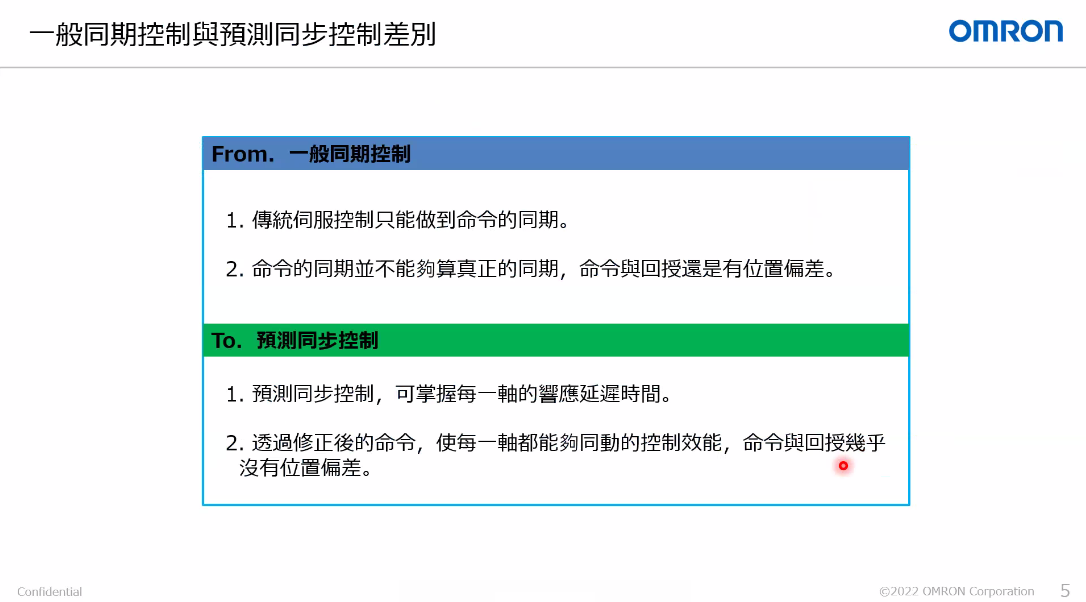 一般同期控制與預測同步控制差別
OMRON
From. 一般同期控制
1. 傳統伺服控制只能做到命令的同期。
2. 命令的同期並不能夠算真正的同期，命令與回授還是有位置偏差。
To. 預測同步控制
1. 預測同步控制，可掌握每一軸的響應延遲時間。
2. 透過修正後的命令，使每一軸都能夠同動的控制效能，命令與回授幾乎
沒有位置偏差。
Confidential
©2022 OMRON Corporation
5